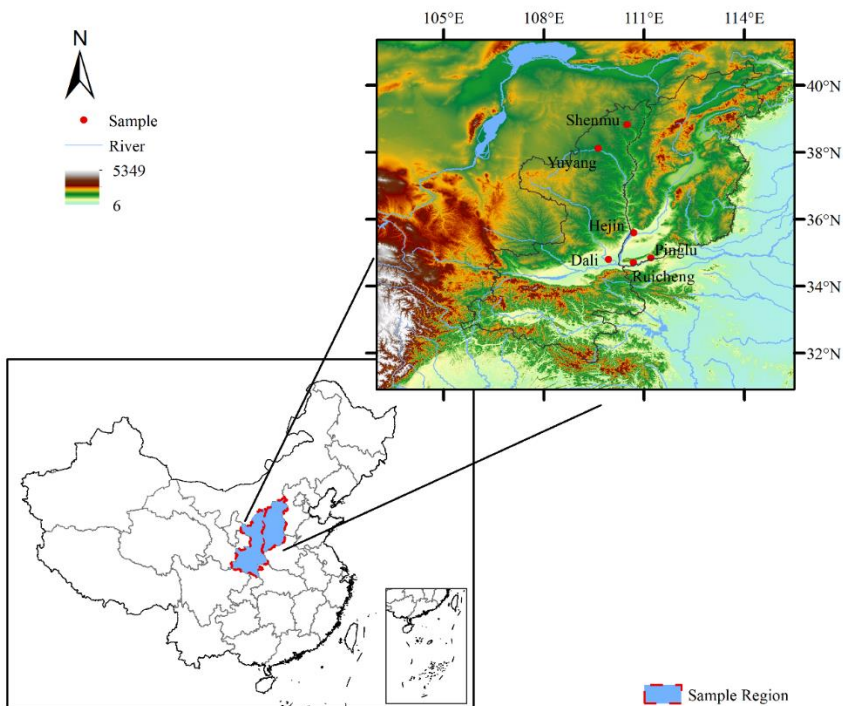 105°E 108°E 111°E 114°E
N
Sample
River
5349
6
40°N
38°N
36°N
34°N
32°N
Shenmu
Yuyang
Hejin
Pinglu
Dali
Ruicheng
Sample Region